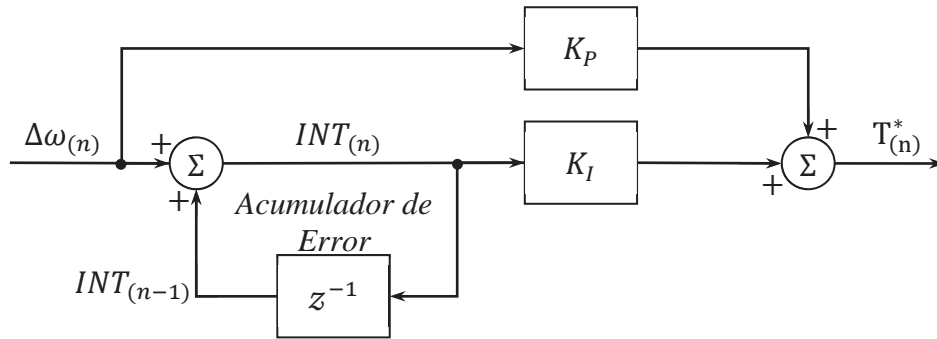 K_P
Δω_(n)
+
Σ
+
INT_(n)
K_I
+
Σ
+
T*_(n)
Acumulador de
Error
INT_(n−1)
z⁻¹